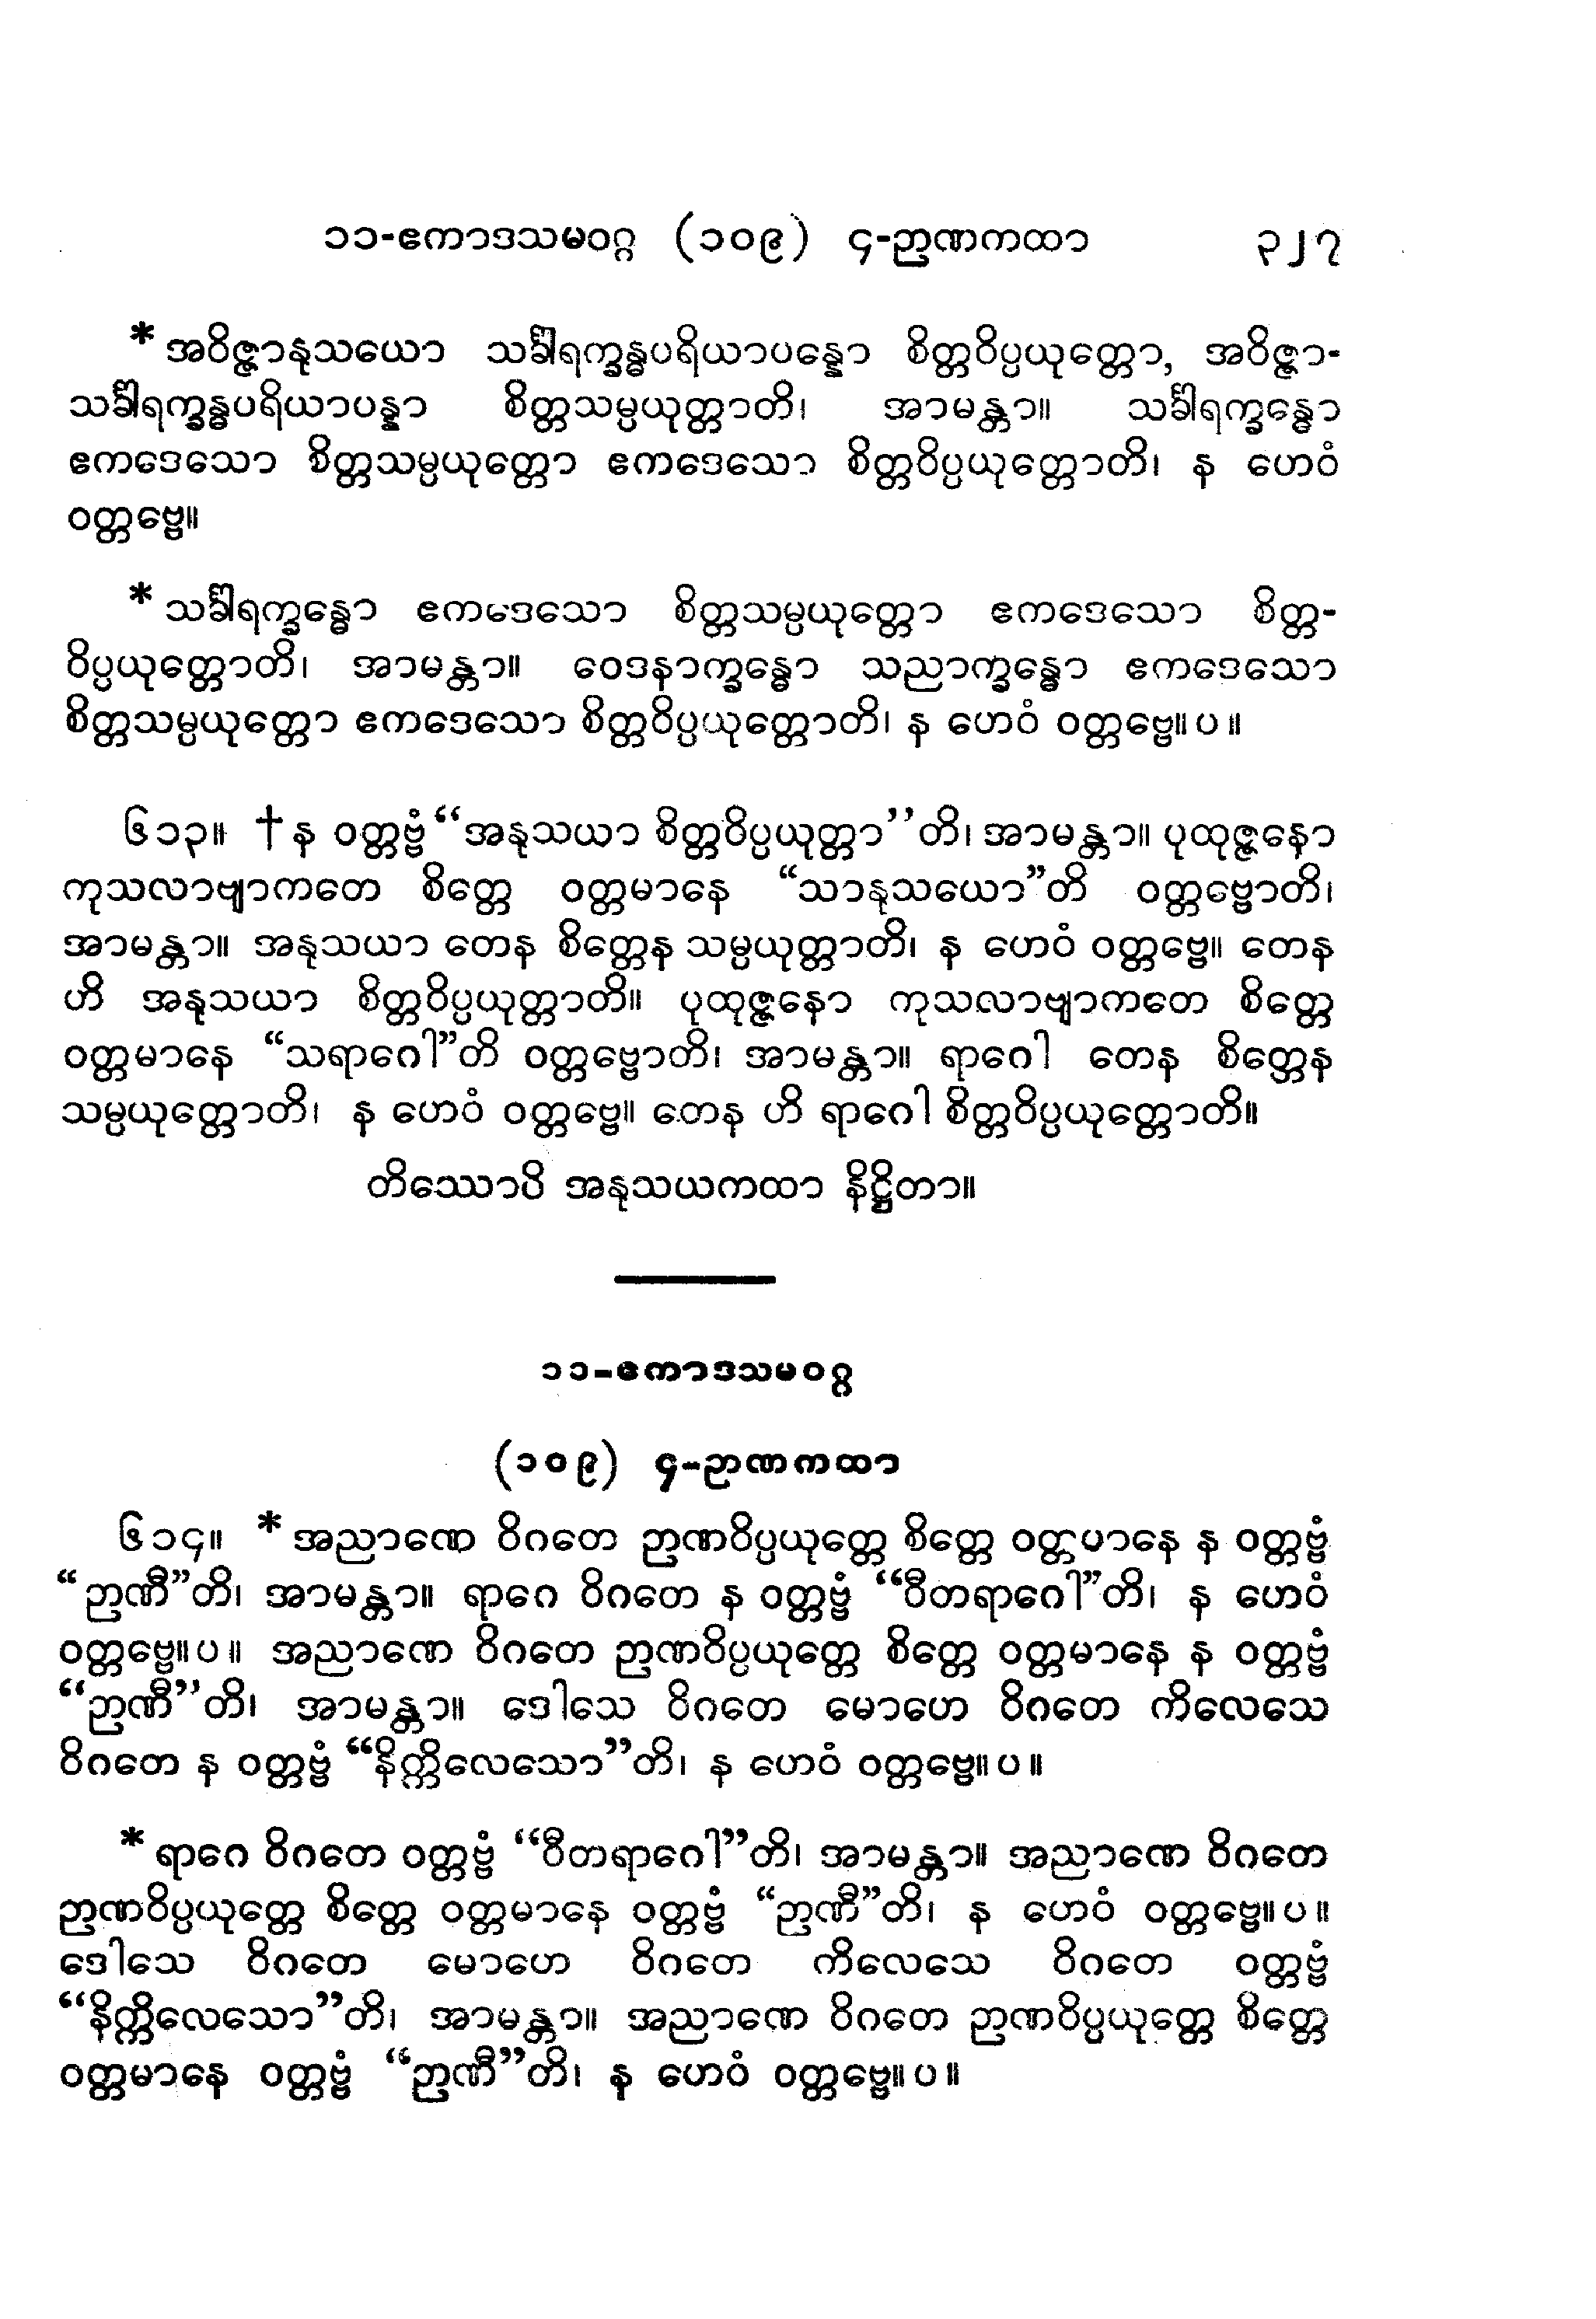 ၁၁-ဧကာဒသမဝဂ္ဂ (၁၀၉) ၄-ဉာဏကထာ ၃၂၇
* အဝိဇ္ဇာနုသယော သင်္ခါရက္ခန္ဓပရိယာပန္နော စိတ္တဝိပ္ပယုတ္တော, အဝိဇ္ဇာ-
သင်္ခါရက္ခန္ဓပရိယာပန္နာ စိတ္တသမ္ပယုတ္တာတိ၊ အာမန္တာ။ သင်္ခါရက္ခန္ဓော
ဧကဒေသော စိတ္တသမ္ပယုတ္တော ဧကဒေသော စိတ္တဝိပ္ပယုတ္တောတိ၊ န ဟေဝံ
ဝတ္တဗ္ဗေ။
* သင်္ခါရက္ခန္ဓော ဧကဒေသော စိတ္တသမ္ပယုတ္တော ဧကဒေသော စိတ္တ-
ဝိပ္ပယုတ္တောတိ၊ အာမန္တာ။ ဝေဒနာက္ခန္ဓော သညာက္ခန္ဓော ဧကဒေသော
စိတ္တသမ္ပယုတ္တော ဧကဒေသော စိတ္တဝိပ္ပယုတ္တောတိ၊ န ဟေဝံ ဝတ္တဗ္ဗေ။ပ။
၆၁၃။ † န ဝတ္တဗ္ဗံ “အနုသယာ စိတ္တဝိပ္ပယုတ္တာ”တိ၊ အာမန္တာ။ ပုထုဇ္ဇနော
ကုသလာဗျာကတေ စိတ္တေ ဝတ္တမာနေ “သာနုသယော”တိ ဝတ္တဗ္ဗောတိ၊
အာမန္တာ။ အနုသယာ တေန စိတ္တေန သမ္ပယုတ္တာတိ၊ န ဟေဝံ ဝတ္တဗ္ဗေ။ တေန
ဟိ အနုသယာ စိတ္တဝိပ္ပယုတ္တာတိ။ ပုထုဇ္ဇနော ကုသလာဗျာကတေ စိတ္တေ
ဝတ္တမာနေ “သရာဂေါ”တိ ဝတ္တဗ္ဗောတိ၊ အာမန္တာ။ ရာဂေါ တေန စိတ္တေန
သမ္ပယုတ္တောတိ၊ န ဟေဝံ ဝတ္တဗ္ဗေ။ တေန ဟိ ရာဂေါ စိတ္တဝိပ္ပယုတ္တောတိ။
တိဿောပိ အနုသယကထာ နိဋ္ဌိတာ။
၁၁-ဧကာဒသမဝဂ္ဂ
(၁၀၉) ၄-ဉာဏကထာ
၆၁၄။ * အညာဏေ ဝိဂတေ ဉာဏဝိပ္ပယုတ္တေ စိတ္တေ ဝတ္တမာနေ န ဝတ္တဗ္ဗံ
“ဉာဏီ”တိ၊ အာမန္တာ။ ရာဂေ ဝိဂတေ န ဝတ္တဗ္ဗံ “ဝီတရာဂေါ”တိ၊ န ဟေဝံ
ဝတ္တဗ္ဗေ။ပ။ အညာဏေ ဝိဂတေ ဉာဏဝိပ္ပယုတ္တေ စိတ္တေ ဝတ္တမာနေ န ဝတ္တဗ္ဗံ
“ဉာဏီ”တိ၊ အာမန္တာ။ ဒေါသေ ဝိဂတေ မောဟေ ဝိဂတေ ကိလေသေ
ဝိဂတေ န ဝတ္တဗ္ဗံ “နိက္ကိလေသော”တိ၊ န ဟေဝံ ဝတ္တဗ္ဗေ။ပ။
* ရာဂေ ဝိဂတေ ဝတ္တဗ္ဗံ “ဝီတရာဂေါ”တိ၊ အာမန္တာ။ အညာဏေ ဝိဂတေ
ဉာဏဝိပ္ပယုတ္တေ စိတ္တေ ဝတ္တမာနေ ဝတ္တဗ္ဗံ “ဉာဏီ”တိ၊ န ဟေဝံ ဝတ္တဗ္ဗေ။ပ။
ဒေါသေ ဝိဂတေ မောဟေ ဝိဂတေ ကိလေသေ ဝိဂတေ ဝတ္တဗ္ဗံ
“နိက္ကိလေသော”တိ၊ အာမန္တာ။ အညာဏေ ဝိဂတေ ဉာဏဝိပ္ပယုတ္တေ စိတ္တေ
ဝတ္တမာနေ ဝတ္တဗ္ဗံ “ဉာဏီ”တိ၊ န ဟေဝံ ဝတ္တဗ္ဗေ။ပ။